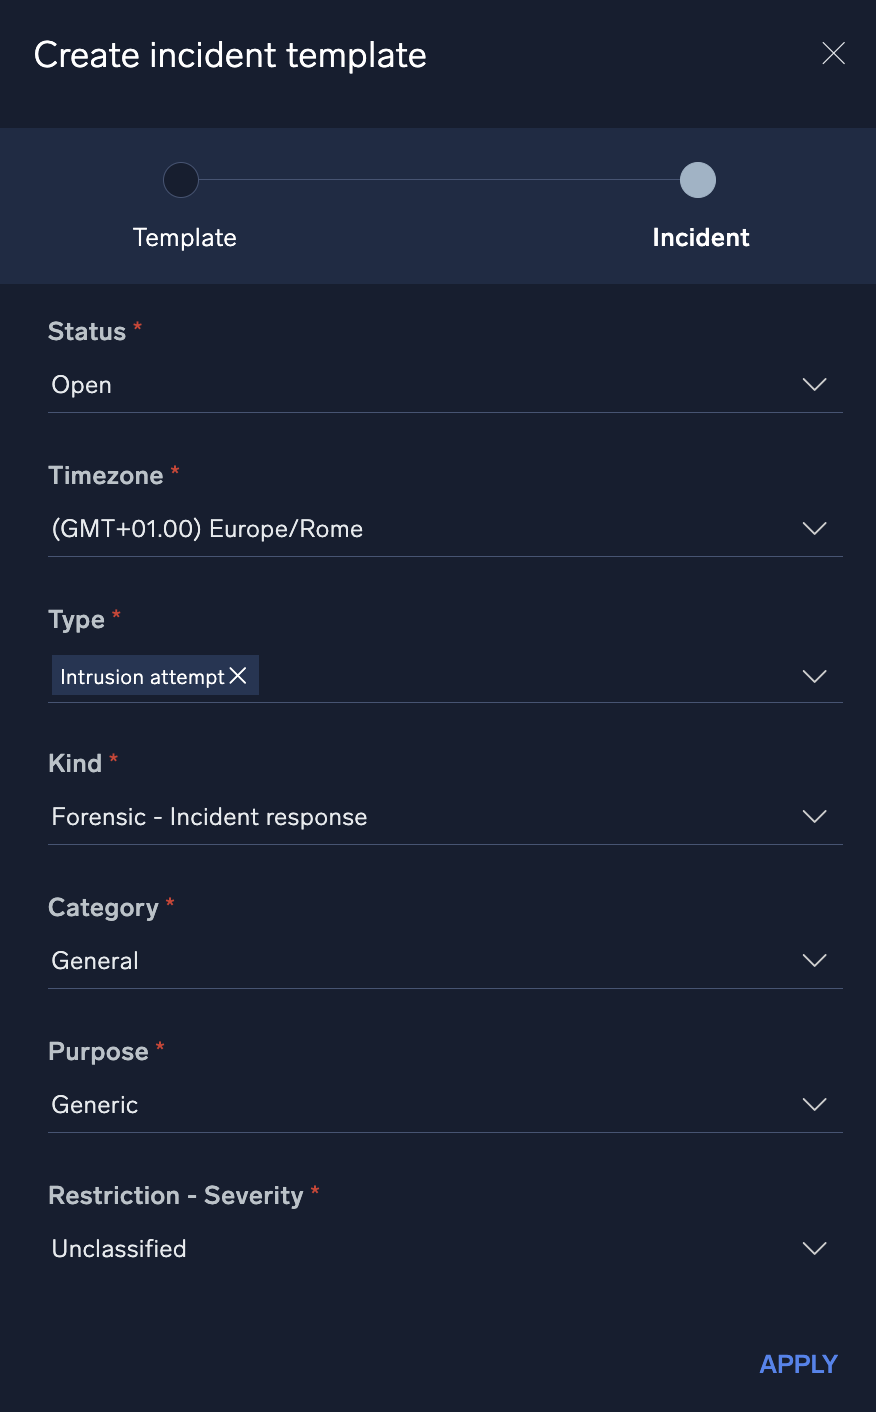 Create incident template
Template
Incident
Status *
Open
Timezone *
(GMT+01.00) Europe/Rome
Type *
Intrusion attempt
Kind *
Forensic - Incident response
Category *
General
Purpose *
Generic
Restriction - Severity *
Unclassified
APPLY